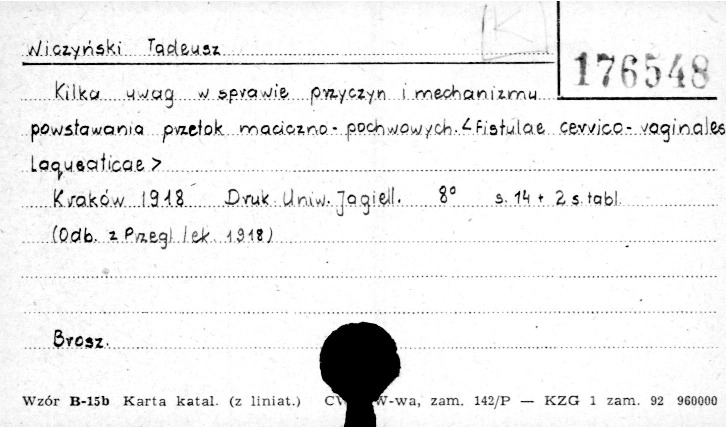 Wiczyński Tadeusz
176548
Kilka uwag w sprawie przyczyn i mechanizmu
powstawania przetok maciczno-pochwowych. <Fistulae cervico-vaginales
laqueaticae>
Kraków 1918 Druk. Uniw. Jagiell. 8° s. 14 + 2 s. tabl.
(Odb. z Przegl. lek. 1918)
Brosz.
Wzór B-15b Karta katal. (z liniat.) W-wa, zam. 142/P — KZG 1 zam. 92 960000